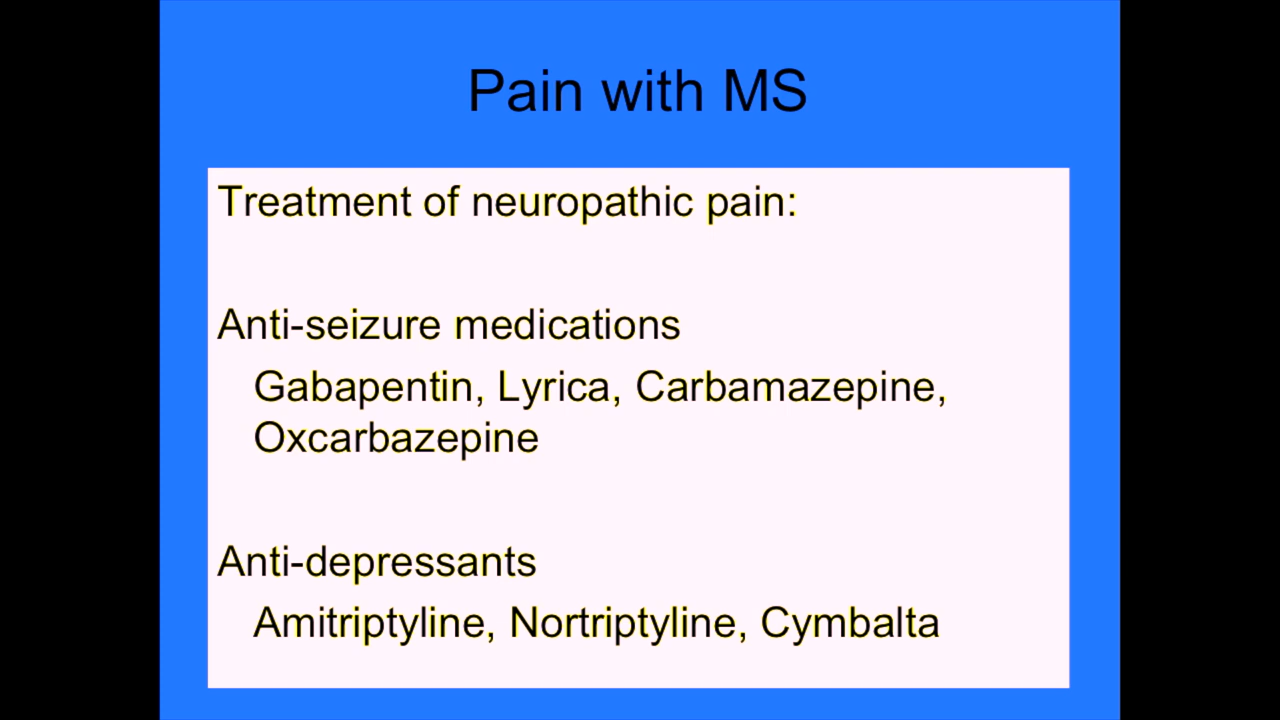 Pain with MS
Treatment of neuropathic pain:
Anti-seizure medications
Gabapentin, Lyrica, Carbamazepine,
Oxcarbazepine
Anti-depressants
Amitriptyline, Nortriptyline, Cymbalta